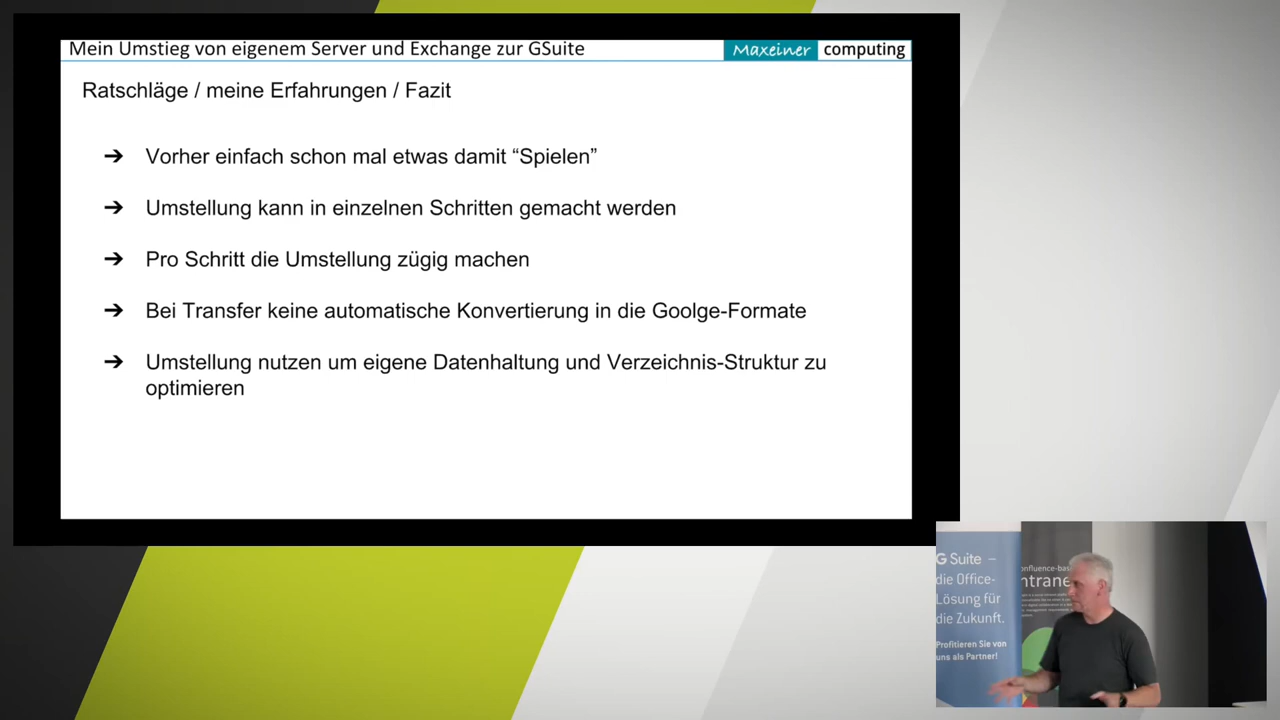 Mein Umstieg von eigenem Server und Exchange zur GSuite
Maxeiner computing
Ratschläge / meine Erfahrungen / Fazit
➔ Vorher einfach schon mal etwas damit “Spielen”
➔ Umstellung kann in einzelnen Schritten gemacht werden
➔ Pro Schritt die Umstellung zügig machen
➔ Bei Transfer keine automatische Konvertierung in die Goolge-Formate
➔ Umstellung nutzen um eigene Datenhaltung und Verzeichnis-Struktur zu
optimieren
G Suite –
die Office-
Lösung für
die Zukunft.
Profitieren Sie von
uns als Partner!
onfluence-bas
ntrane